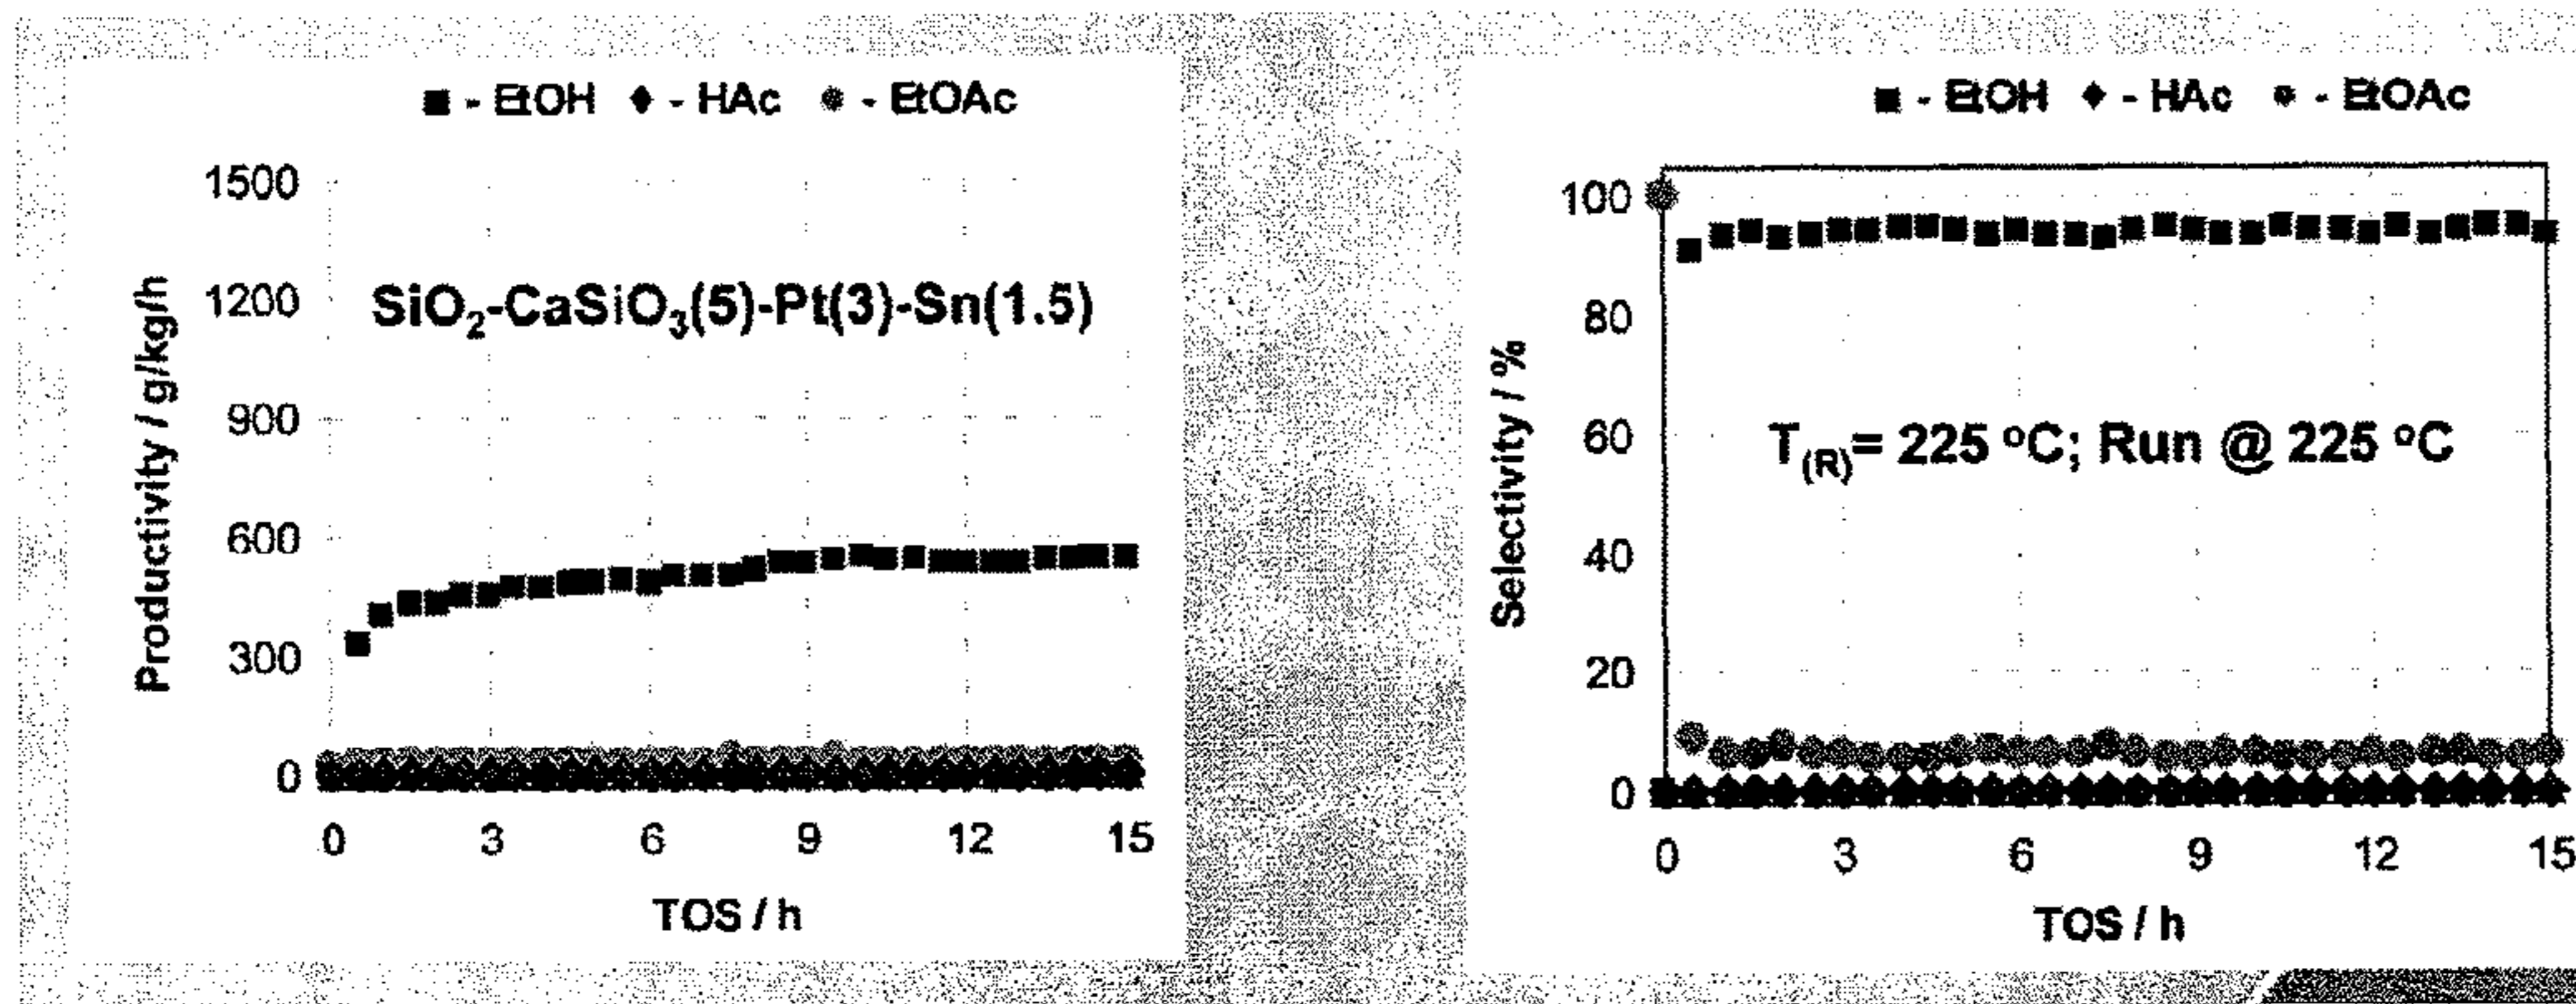 ■ - EtOH ◆ - HAc ● - EtOAc
1500
1200
900
600
300
0
Productivity / g/kg/h
SiO₂-CaSiO₃(5)-Pt(3)-Sn(1.5)
0 3 6 9 12 15
TOS / h
■ - EtOH ◆ - HAc ● - EtOAc
100
80
60
40
20
0
Selectivity / %
T(R)= 225 °C; Run @ 225 °C
0 3 6 9 12 15
TOS / h